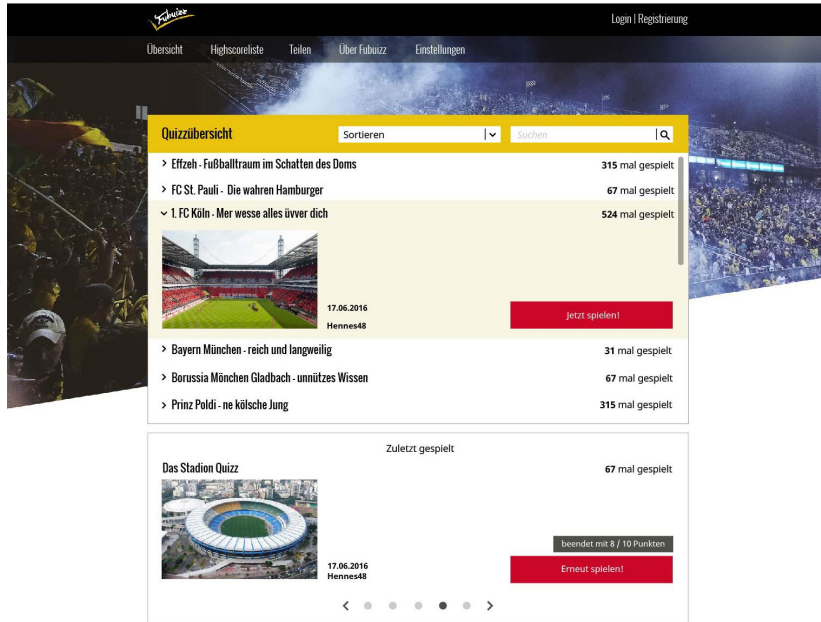 Fubuizz
Login | Registrierung
Übersicht Highscoreliste Teilen Über Fubuizz Einstellungen
Quizzübersicht Sortieren Suchen
Effzeh - Fußballtraum im Schatten des Doms 315 mal gespielt
FC St. Pauli - Die wahren Hamburger 67 mal gespielt
1. FC Köln - Mer wesse alles üvver dich 524 mal gespielt
17.06.2016
Hennes48
Jetzt spielen!
Bayern München - reich und langweilig 31 mal gespielt
Borussia Mönchen Gladbach - unnützes Wissen 67 mal gespielt
Prinz Poldi - ne kölsche Jung 315 mal gespielt
Zuletzt gespielt
Das Stadion Quizz 67 mal gespielt
beendet mit 8 / 10 Punkten
17.06.2016
Hennes48
Erneut spielen!